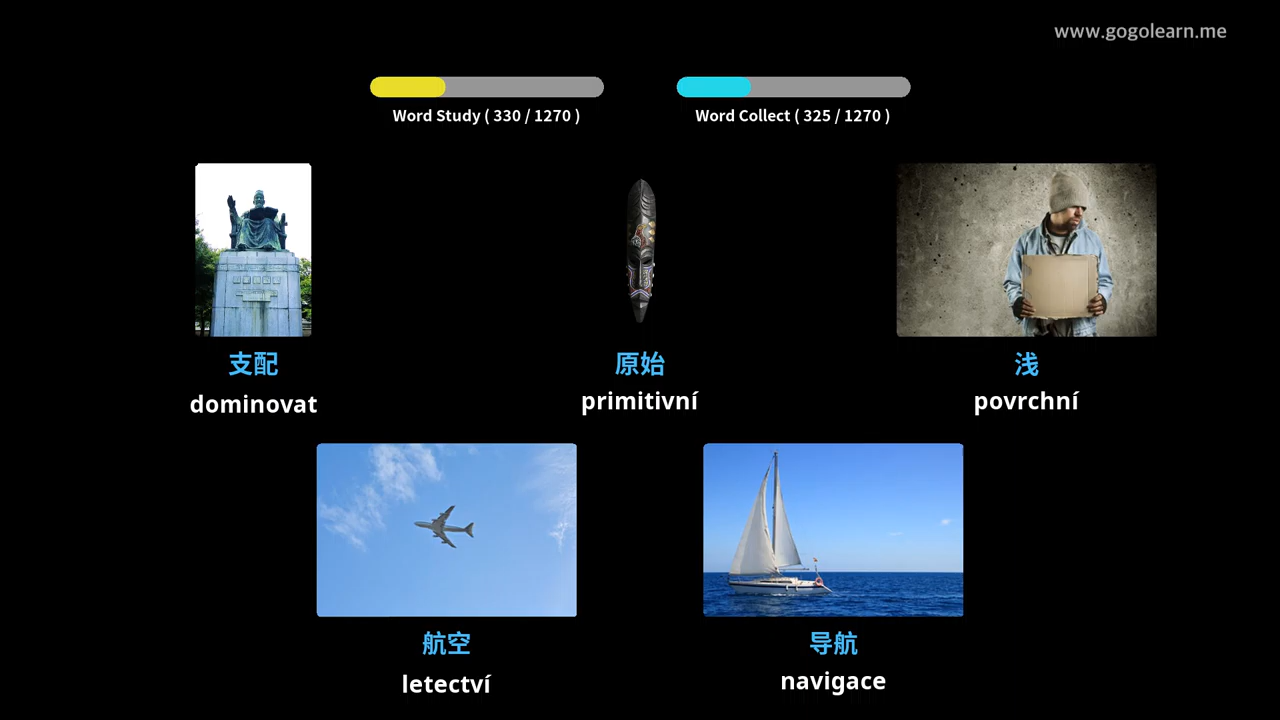 www.gogolearn.me
Word Study ( 330 / 1270 )
Word Collect ( 325 / 1270 )
支配
dominovat
原始
primitivní
浅
povrchní
航空
letectví
导航
navigace